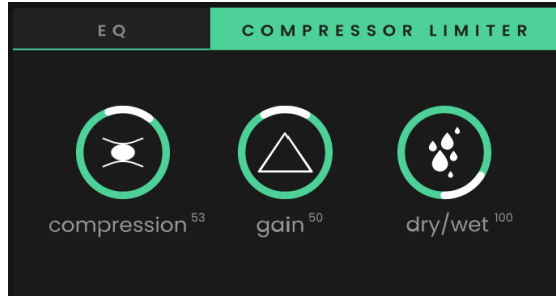 EQ
COMPRESSOR LIMITER
compression 53
gain 50
dry/wet 100